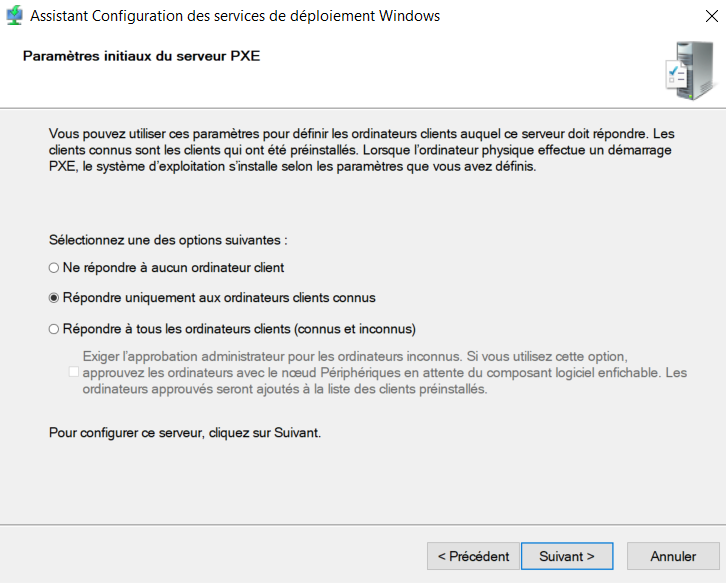 Assistant Configuration des services de déploiement Windows
Paramètres initiaux du serveur PXE
Vous pouvez utiliser ces paramètres pour définir les ordinateurs clients auquel ce serveur doit répondre. Les
clients connus sont les clients qui ont été préinstallés. Lorsque l'ordinateur physique effectue un démarrage
PXE, le système d'exploitation s'installe selon les paramètres que vous avez définis.
Sélectionnez une des options suivantes :
Ne répondre à aucun ordinateur client
Répondre uniquement aux ordinateurs clients connus
Répondre à tous les ordinateurs clients (connus et inconnus)
Exiger l'approbation administrateur pour les ordinateurs inconnus. Si vous utilisez cette option,
approuvez les ordinateurs avec le nœud Périphériques en attente du composant logiciel enfichable. Les
ordinateurs approuvés seront ajoutés à la liste des clients préinstallés.
Pour configurer ce serveur, cliquez sur Suivant.
< Précédent Suivant > Annuler